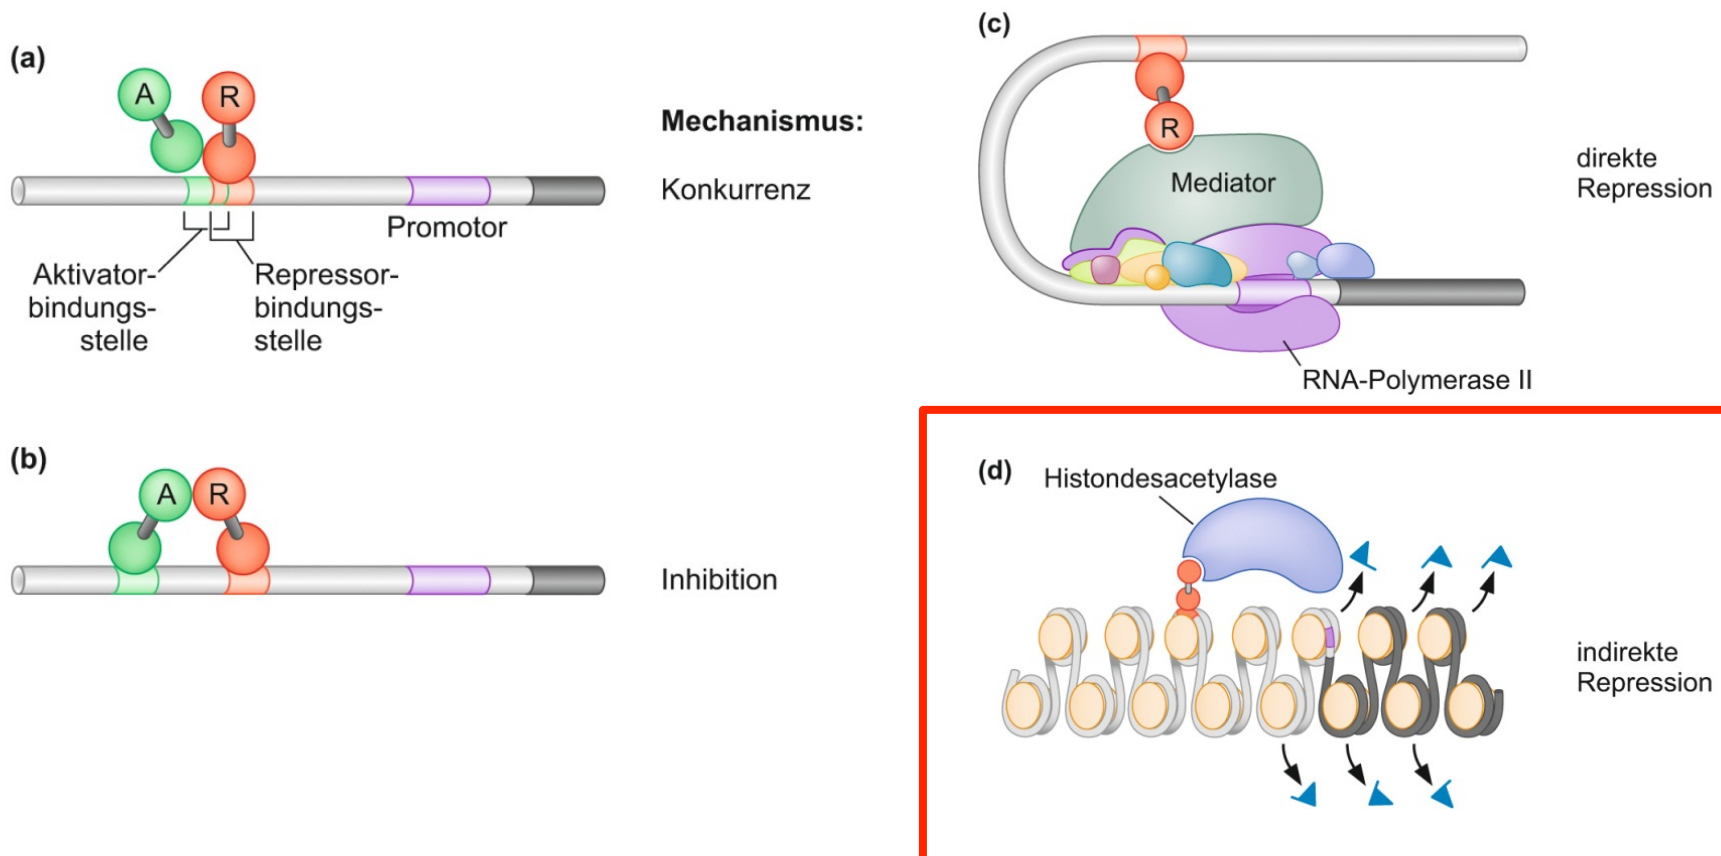 (a)
A
R
Mechanismus:
Konkurrenz
Promotor
Aktivator-
bindungs-
stelle
Repressor-
bindungs-
stelle
(b)
A
R
Inhibition
(c)
R
Mediator
RNA-Polymerase II
direkte
Repression
(d)
Histondesacetylase
indirekte
Repression